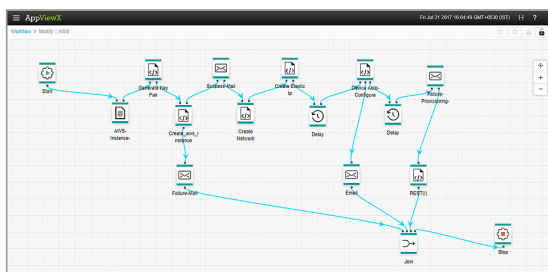 AppViewX
Fri Jul 21 2017 16:04:49 GMT+0530 (IST)
?
Workflow > Modify : AWS
Start
Generate Key
Pair
Success-Mail
Create Elastic
Ip
Device Auto-
Configure
Failure-
Provisioning-
AWS-
Instance-
Create_aws_i
nstance
Create
Network
Delay
Delay
Failure-Mail
Email
Join
Stop